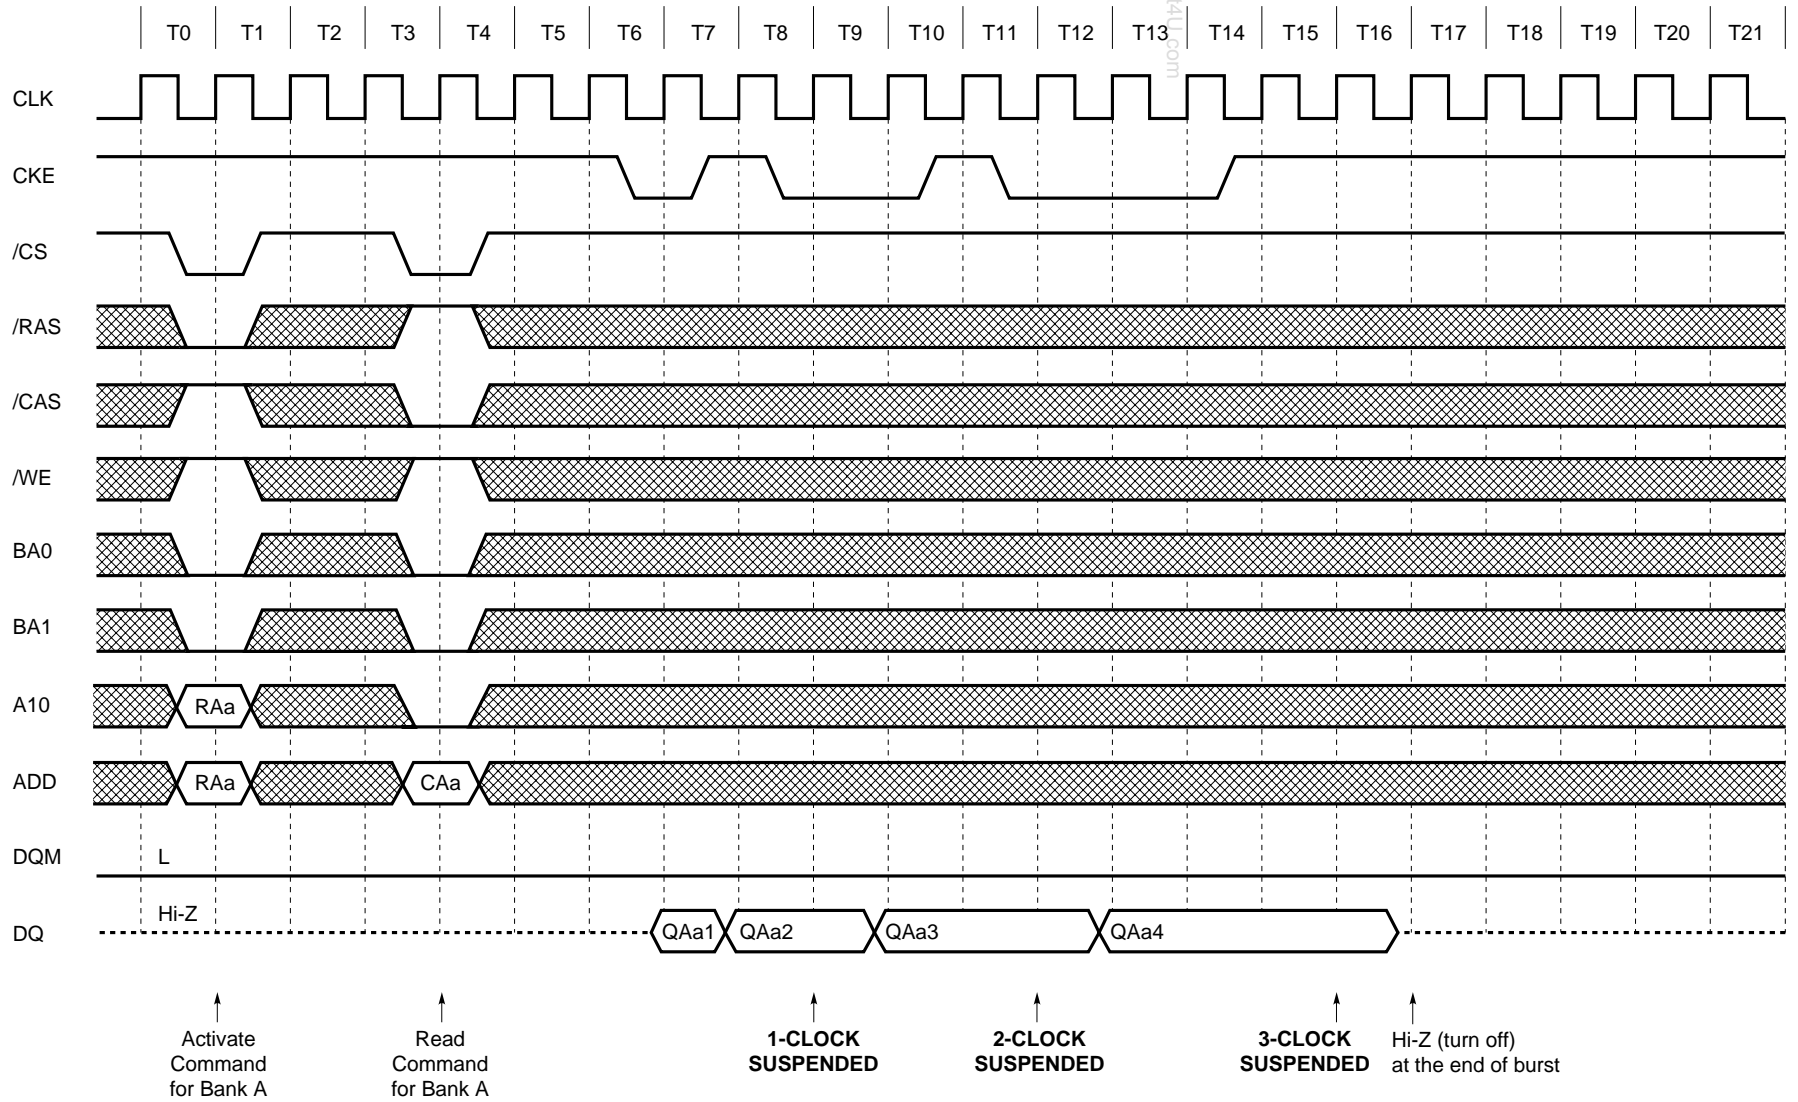 T0 T1 T2 T3 T4 T5 T6 T7 T8 T9 T10 T11 T12 T13 T14 T15 T16 T17 T18 T19 T20 T21
t4U.com
CLK
CKE
/CS
/RAS
/CAS
/WE
BA0
BA1
A10 RAa
ADD RAa CAa
DQM L
Hi-Z
DQ QAa1 QAa2 QAa3 QAa4
Activate
Command
for Bank A
Read
Command
for Bank A
1-CLOCK
SUSPENDED
2-CLOCK
SUSPENDED
3-CLOCK
SUSPENDED
Hi-Z (turn off)
at the end of burst